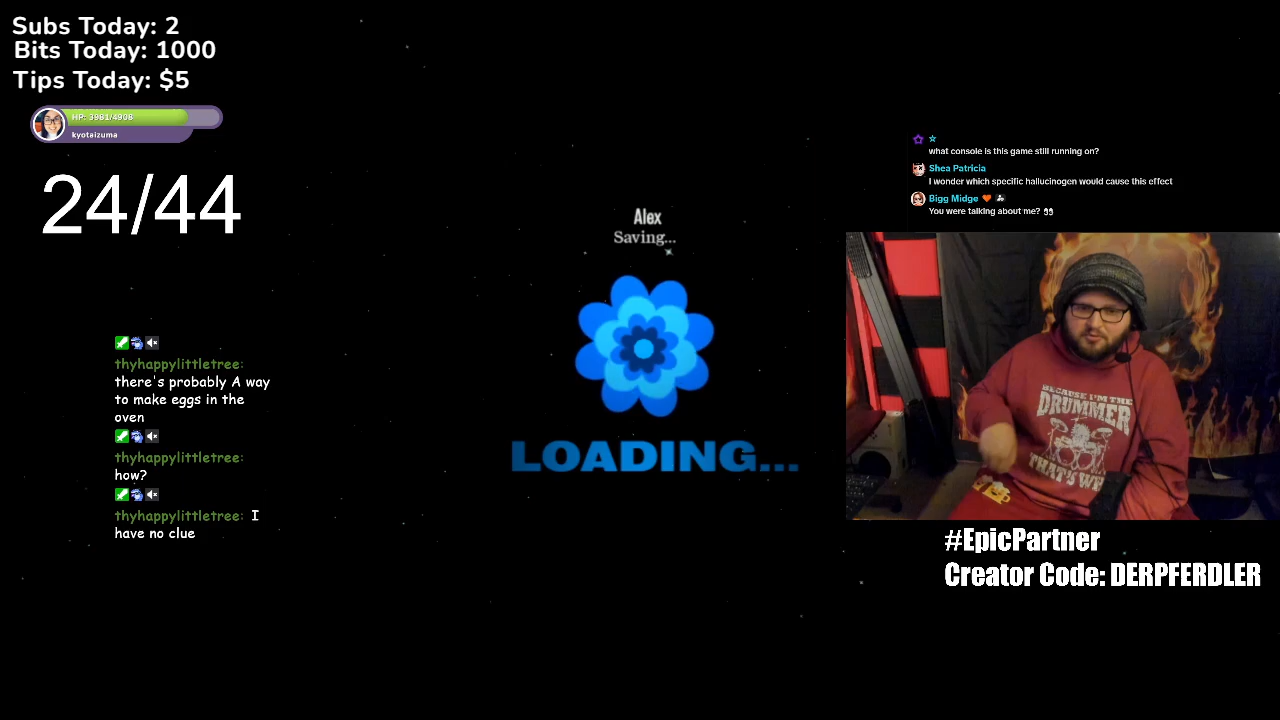 Subs Today: 2
Bits Today: 1000
Tips Today: $5
HP: 3981/4908
kyotaizuma
24/44
thyhappylittletree:
there's probably A way
to make eggs in the
oven
thyhappylittletree:
how?
thyhappylittletree: I
have no clue
Alex
Saving...
LOADING...
what console is this game still running on?
Shea Patricia
I wonder which specific hallucinogen would cause this effect
Bigg Midge
You were talking about me?
BECAUSE I'M THE
DRUMMER
THAT'S WHY
#EpicPartner
Creator Code: DERPFERDLER